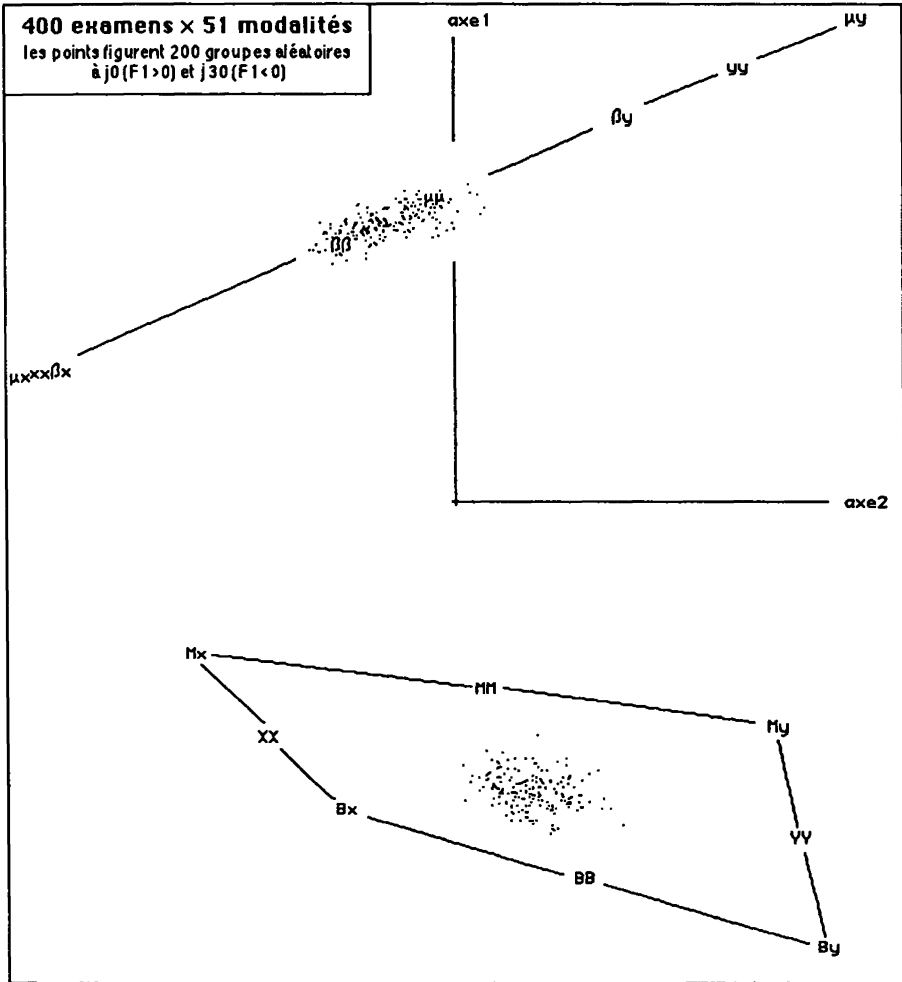 400 examens × 51 modalités
les points figurent 200 groupes aléatoires
à j0 (F1>0) et j30 (F1<0)
axe1
µy
yy
βy
µµ
ββ
µxxxβx
axe2
Mx
MM
My
XX
Bx
YY
BB
By